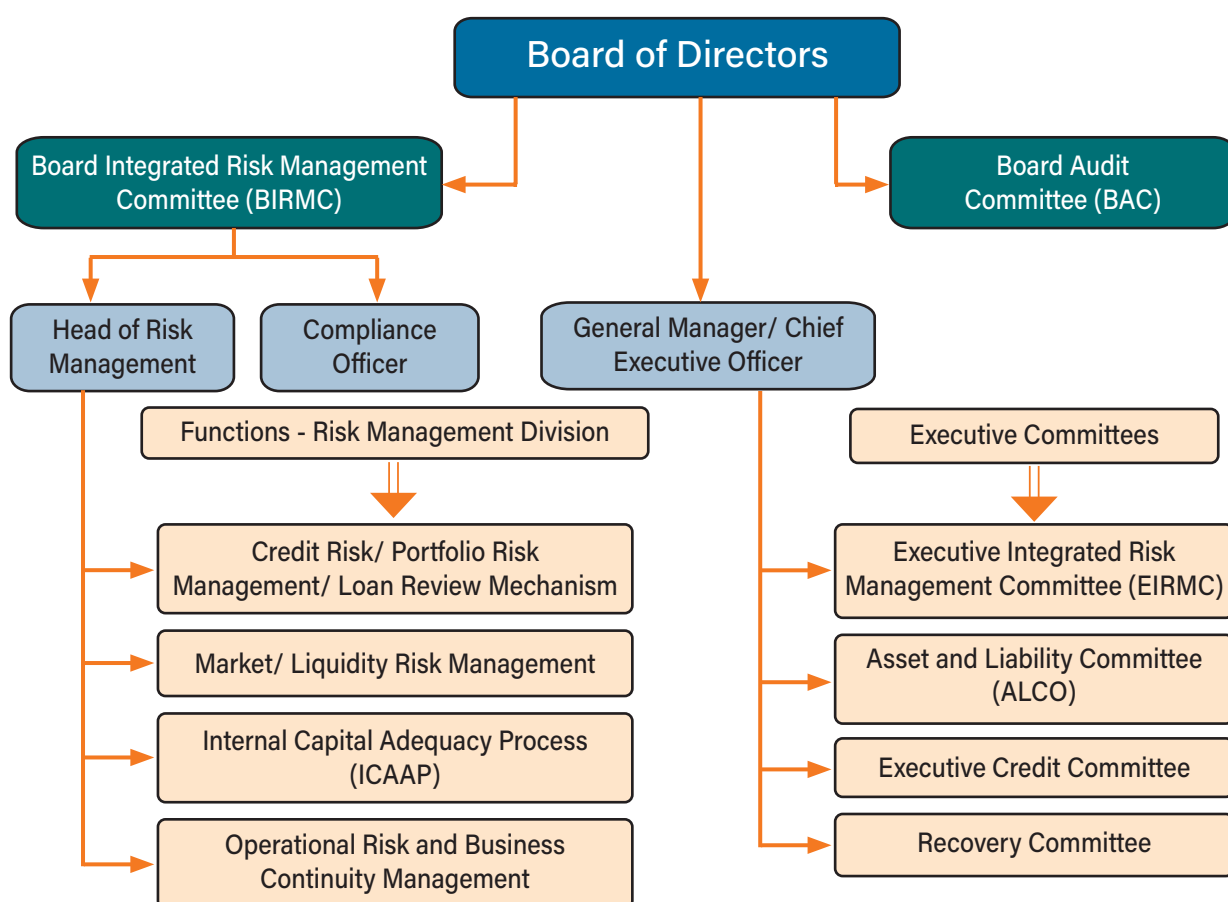 Board of Directors
Board Integrated Risk Management
Committee (BIRMC)
Board Audit
Committee (BAC)
Head of Risk
Management
Compliance
Officer
General Manager/ Chief
Executive Officer
Functions - Risk Management Division
Credit Risk/ Portfolio Risk
Management/ Loan Review Mechanism
Market/ Liquidity Risk Management
Internal Capital Adequacy Process
(ICAAP)
Operational Risk and Business
Continuity Management
Executive Committees
Executive Integrated Risk
Management Committee (EIRMC)
Asset and Liability Committee
(ALCO)
Executive Credit Committee
Recovery Committee